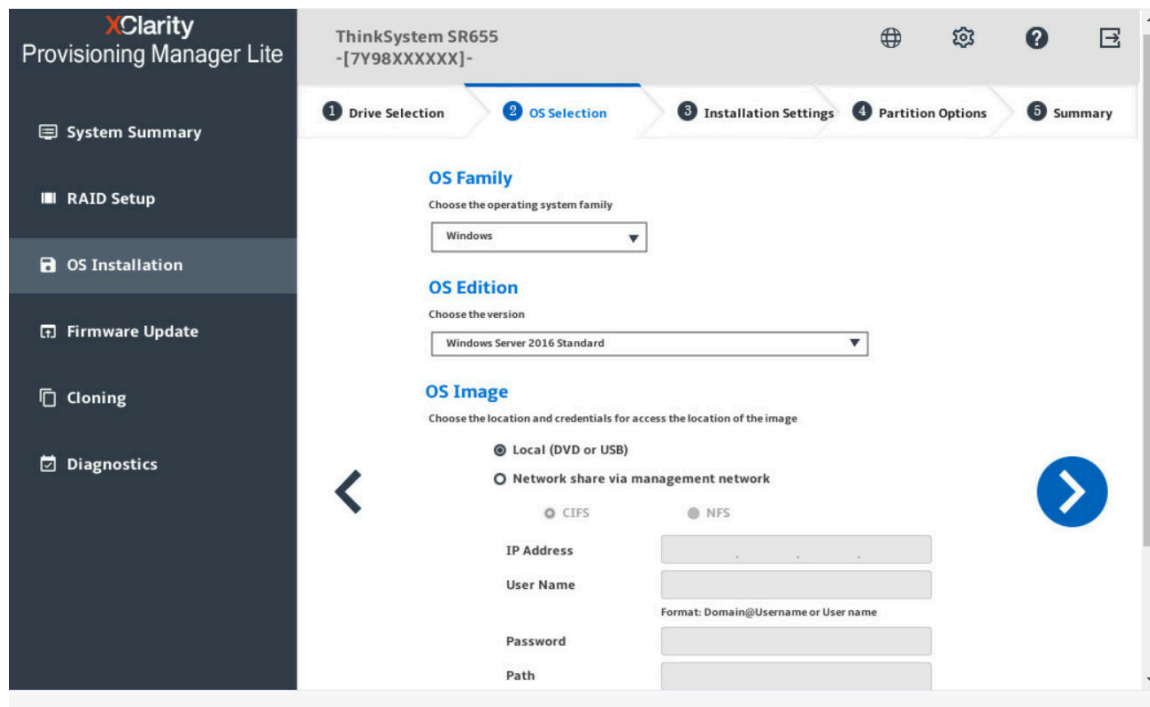 XClarity
Provisioning Manager Lite
System Summary
RAID Setup
OS Installation
Firmware Update
Cloning
Diagnostics
ThinkSystem SR655
-[7Y98XXXXXX]-
?
1 Drive Selection
2 OS Selection
3 Installation Settings
4 Partition Options
5 Summary
OS Family
Choose the operating system family
Windows
OS Edition
Choose the version
Windows Server 2016 Standard
OS Image
Choose the location and credentials for access the location of the image
Local (DVD or USB)
Network share via management network
CIFS
NFS
IP Address . . .
User Name
Format: Domain@Username or User name
Password
Path